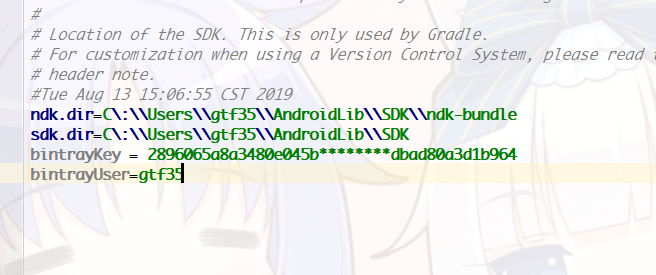 #
# Location of the SDK. This is only used by Gradle.
# For customization when using a Version Control System, please read
# header note.
#Tue Aug 13 15:06:55 CST 2019
ndk.dir=C\:\\Users\\gtf35\\AndroidLib\\SDK\\ndk-bundle
sdk.dir=C\:\\Users\\gtf35\\AndroidLib\\SDK
bintrayKey = 2896065a8a3480e045b********dbad80a3d1b964
bintrayUser=gtf35